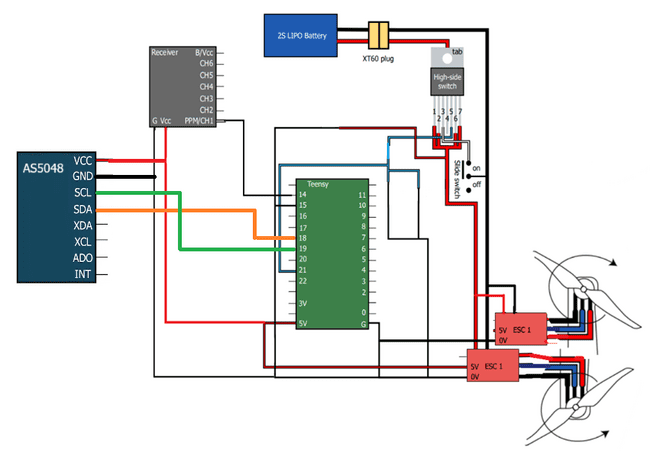 2S LIPO Battery
XT60 plug
tab
High-side
switch
1 2 3 4 5 6 7
on
off
Slide switch
Receiver
B/Vcc
CH6
CH5
CH4
CH3
CH2
G Vcc PPM/CH1
AS5048
VCC
GND
SCL
SDA
XDA
XCL
ADO
INT
Teensy
14 11
15 10
16 9
17 8
18 7
19 6
20 5
21 4
22 3
2
3V
0
5V G
ESC 1
5V
0V
ESC 1
5V
0V